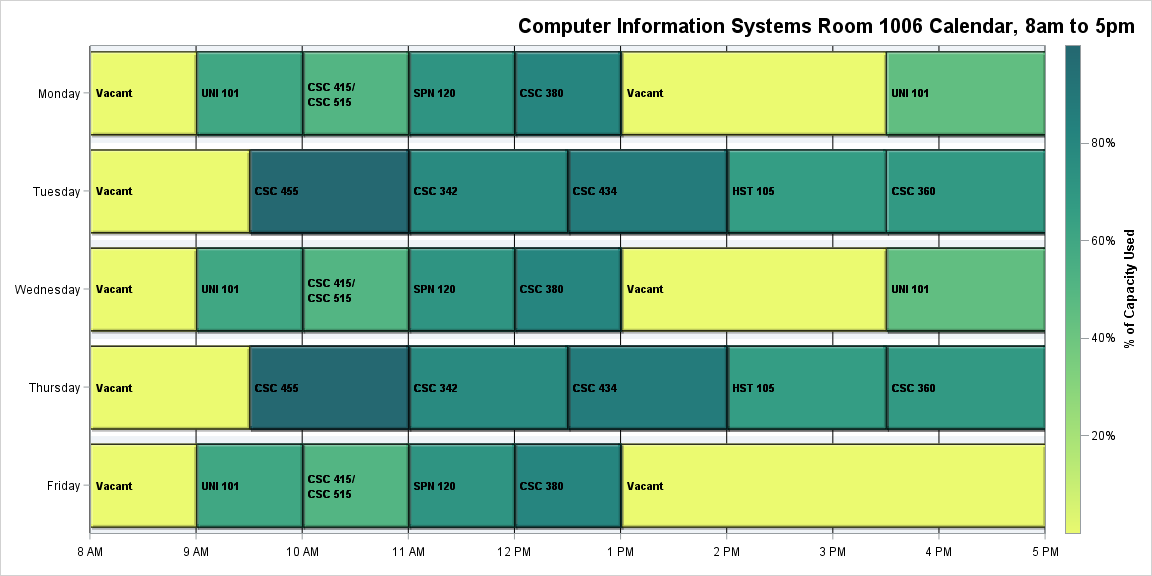 Computer Information Systems Room 1006 Calendar, 8am to 5pm
Monday
Vacant
UNI 101
CSC 415/
CSC 515
SPN 120
CSC 380
Vacant
UNI 101
Tuesday
Vacant
CSC 455
CSC 342
CSC 434
HST 105
CSC 360
Wednesday
Vacant
UNI 101
CSC 415/
CSC 515
SPN 120
CSC 380
Vacant
UNI 101
Thursday
Vacant
CSC 455
CSC 342
CSC 434
HST 105
CSC 360
Friday
Vacant
UNI 101
CSC 415/
CSC 515
SPN 120
CSC 380
Vacant
8 AM
9 AM
10 AM
11 AM
12 PM
1 PM
2 PM
3 PM
4 PM
5 PM
80%
60%
40%
20%
% of Capacity Used